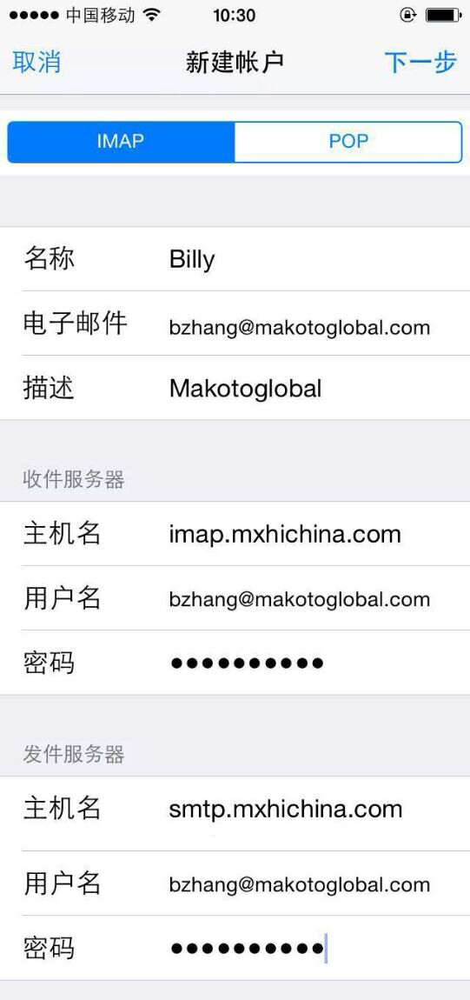 中国移动 10:30
取消 新建帐户 下一步
IMAP POP
名称 Billy
电子邮件 bzhang@makotoglobal.com
描述 Makotoglobal
收件服务器
主机名 imap.mxhichina.com
用户名 bzhang@makotoglobal.com
密码 ●●●●●●●●●●
发件服务器
主机名 smtp.mxhichina.com
用户名 bzhang@makotoglobal.com
密码 ●●●●●●●●●●